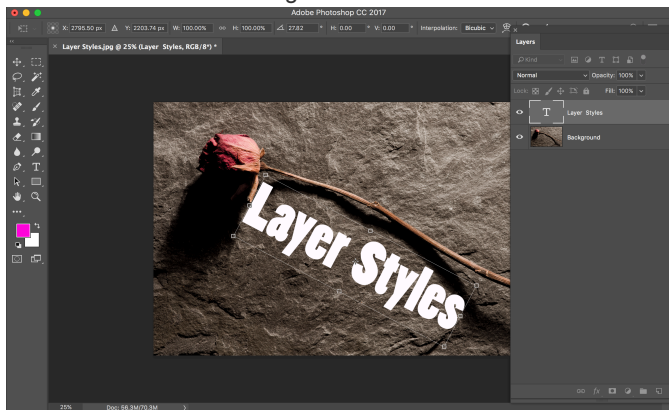 Adobe Photoshop CC 2017
X: 2795.50 px Y: 2203.74 px W: 100.00% H: 100.00% 27.82 ° H: 0.00 ° V: 0.00 ° Interpolation: Bicubic
× Layer Styles.jpg @ 25% (Layer Styles, RGB/8*) *
Layers
Kind
Normal Opacity: 100%
Lock: Fill: 100%
T Layer Styles
Background
Layer Styles
25% Doc: 56.3M/70.3M